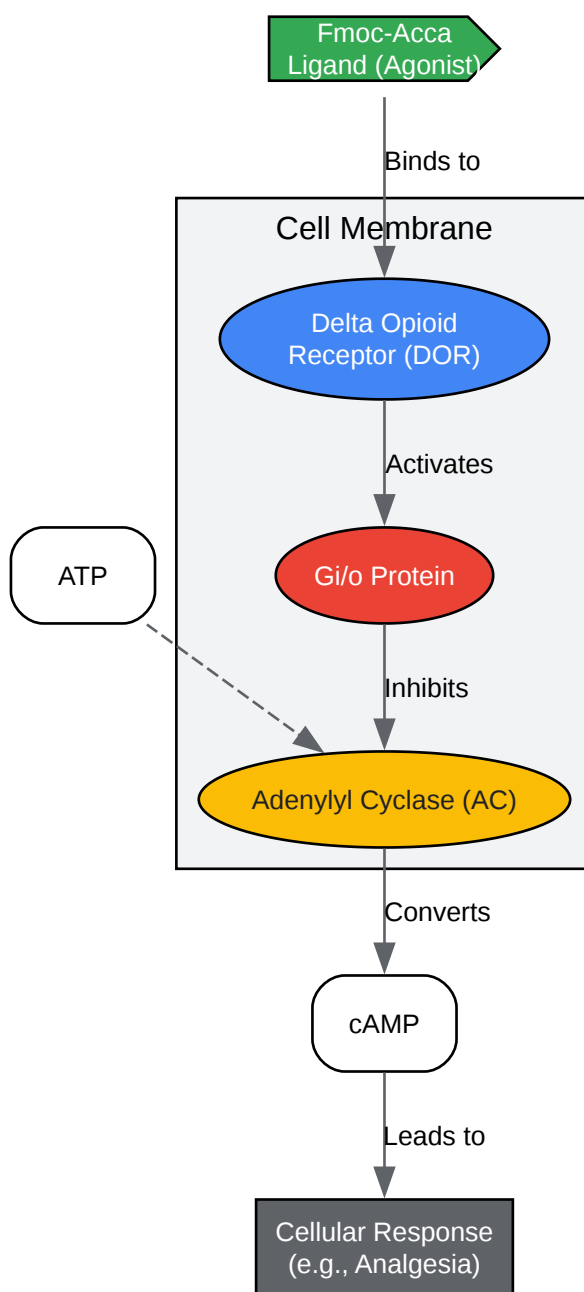 Fmoc-Acca
Ligand (Agonist)
Binds to
Cell Membrane
Delta Opioid
Receptor (DOR)
Activates
ATP
Gi/o Protein
Inhibits
Adenylyl Cyclase (AC)
Converts
cAMP
Leads to
Cellular Response
(e.g., Analgesia)